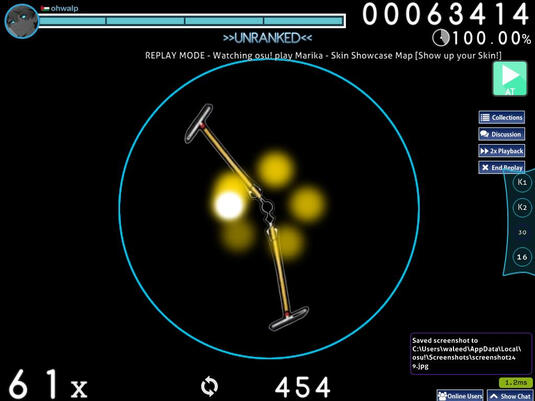 ohwalp
00063414
>>UNRANKED<<
100.00%
REPLAY MODE - Watching osu! play Marika - Skin Showcase Map [Show up your Skin!]
AT
Collections
Discussion
2x Playback
End Replay
K1
K2
30
16
Saved screenshot to
C:\Users\waleed\AppData\Local\
osu!\Screenshots\screenshot24
9.jpg
1.2ms
61x
454
Online Users
Show Chat